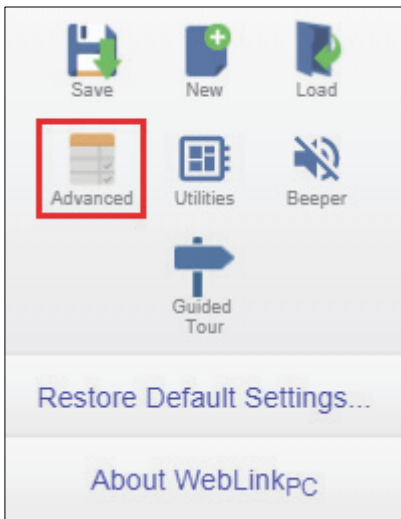 Save New Load
Advanced Utilities Beeper
Guided
Tour
Restore Default Settings...
About WebLinkPC